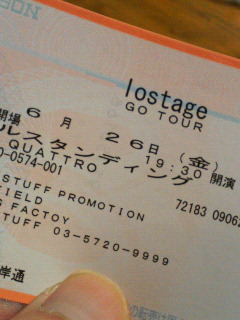 SON
lostage
GO TOUR
開場 6月 26日(金)
19:30 開演
ルスタンディング
QUATTRO
0-0574-001
STUFF PROMOTION
FIELD
S FACTOY
STUFF 03-5720-9999
72183 0906
岸通